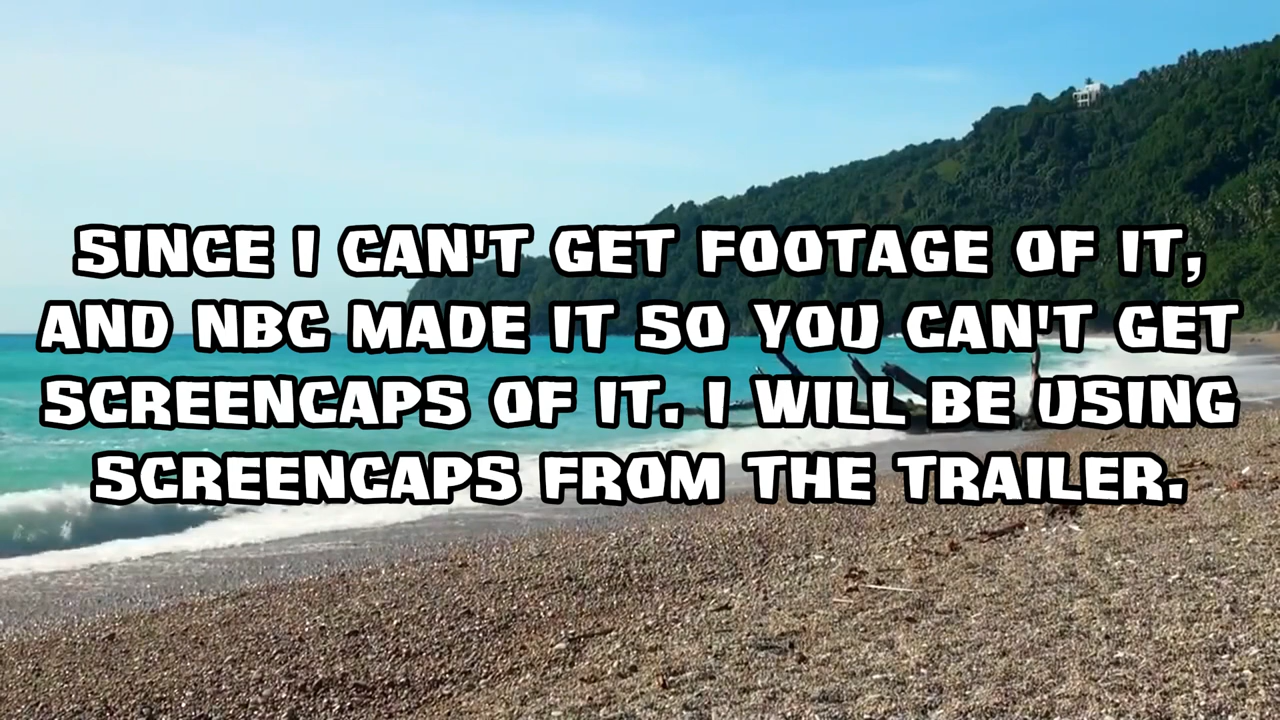 SINCE I CAN'T GET FOOTAGE OF IT,
AND NBC MADE IT SO YOU CAN'T GET
SCREENCAPS OF IT. I WILL BE USING
SCREENCAPS FROM THE TRAILER.